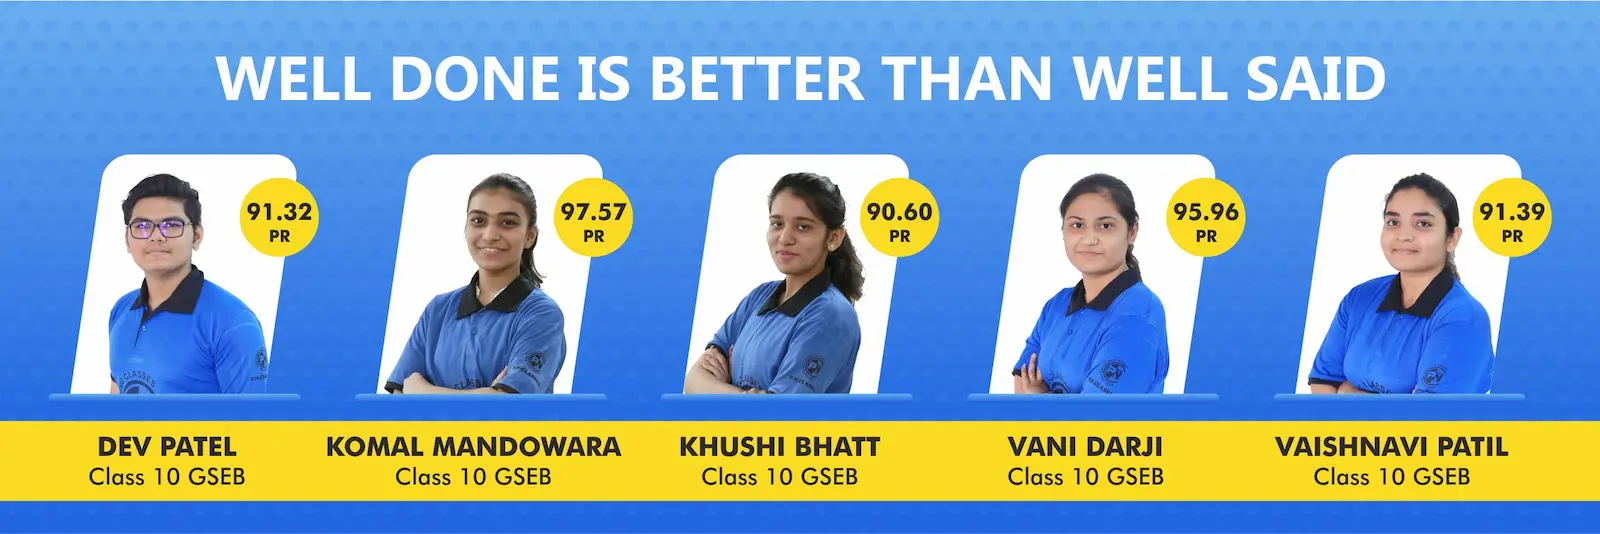 WELL DONE IS BETTER THAN WELL SAID
91.32
PR
97.57
PR
90.60
PR
95.96
PR
91.39
PR
DEV PATEL
Class 10 GSEB
KOMAL MANDOWARA
Class 10 GSEB
KHUSHI BHATT
Class 10 GSEB
VANI DARJI
Class 10 GSEB
VAISHNAVI PATIL
Class 10 GSEB